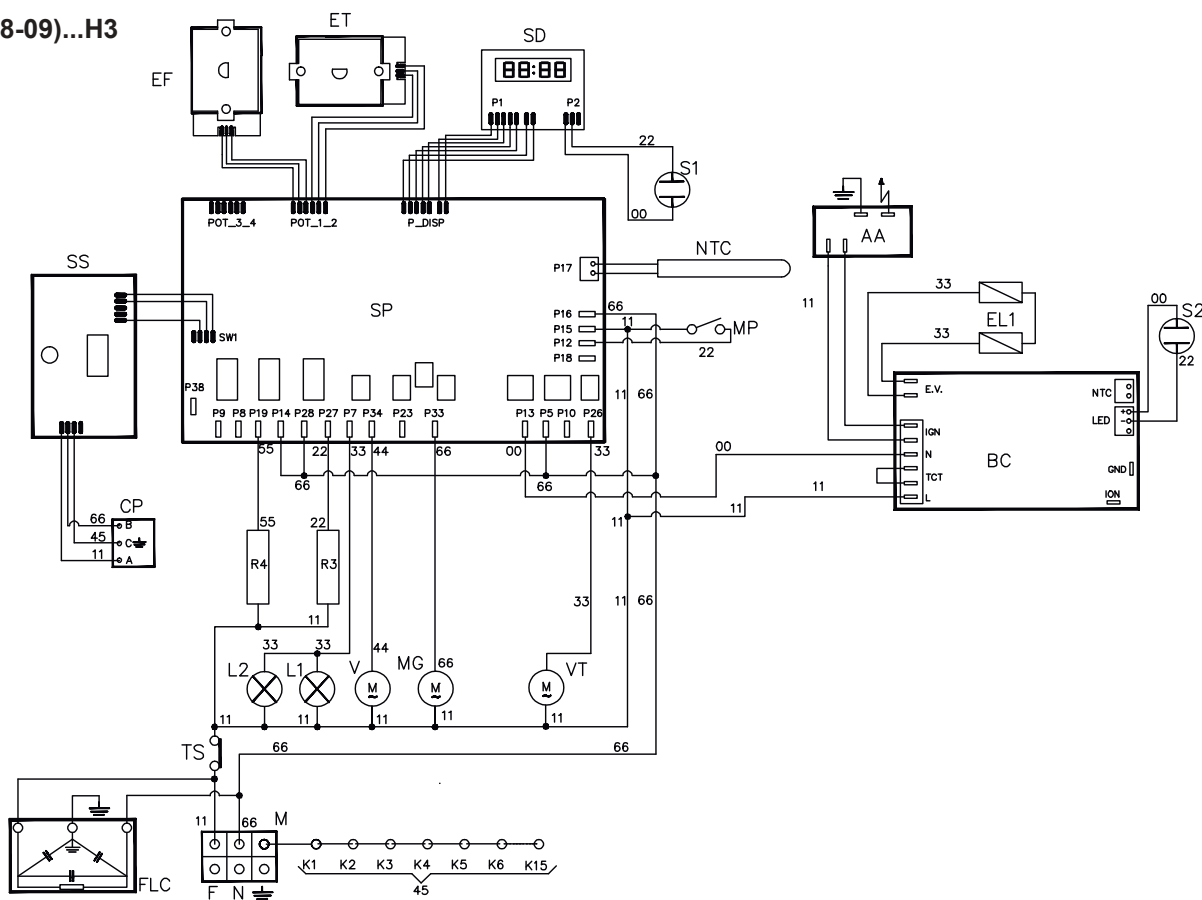 8-09)...H3
ET
EF
SD
88:88
P1 P2
22
S1
00
POT_3_4 POT_1_2 P_DISP
AA
SS
NTC
P17
SP
P16 66
P15 11
P12
P18
MP
22
SW1
11
33
EL1
33
00
S2
22
P38
P9 P8 P19 P14 P28 P27 P7 P34 P23 P33 P13 P5 P10 P26
11 66
E.V.
NTC
LED
+
-
IGN
N
TCT
L
BC
GND
ION
55 22 33 44 66 00 33
66 66
00
11
11
11
CP
66 B
45 C
11 A
55 22
R4 R3
11
33 11 66
33 33 44
L2 L1 V MG 66 VT
M M M
11 11 11 11 11
TS
66 66
11 66 M
K1 K2 K3 K4 K5 K6 K15
45
FLC
F N